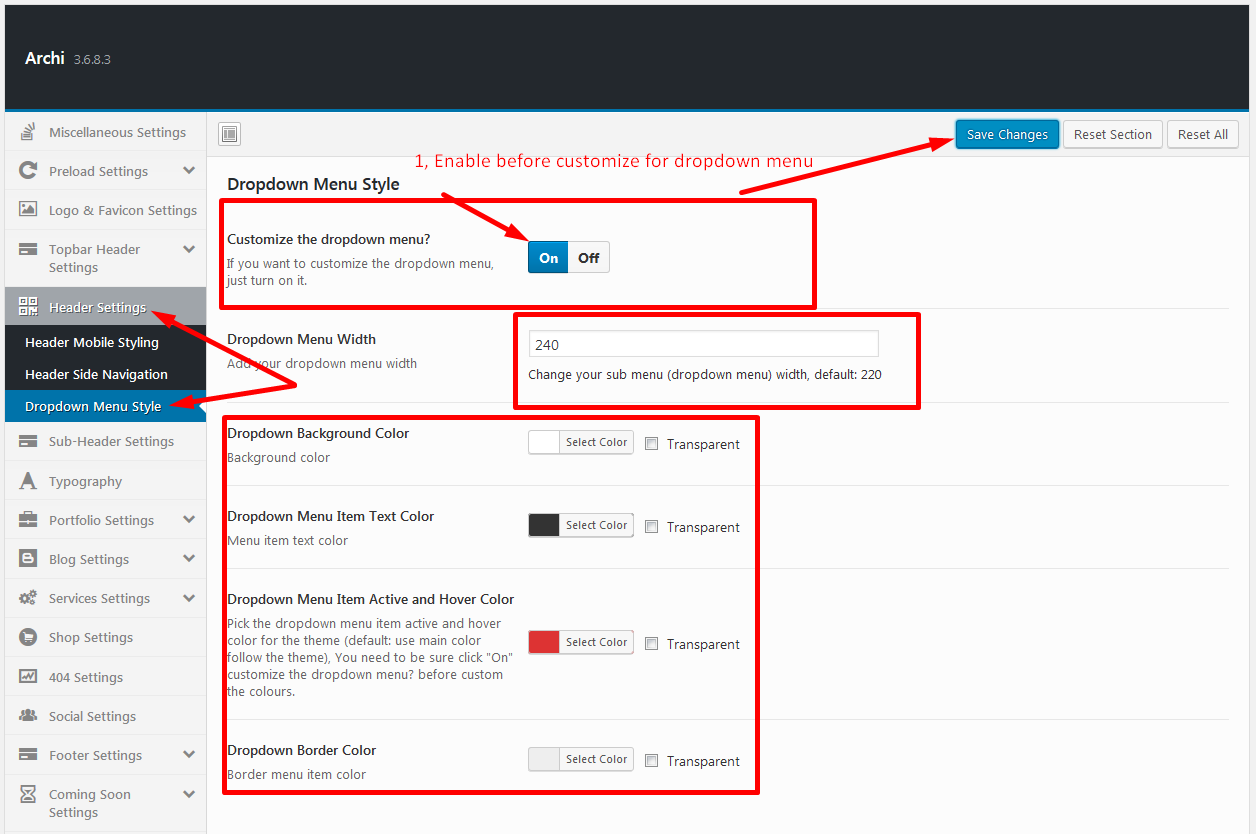 Archi 3.6.8.3
Miscellaneous Settings
Preload Settings
Logo & Favicon Settings
Topbar Header
Settings
Header Settings
Header Mobile Styling
Header Side Navigation
Dropdown Menu Style
Sub-Header Settings
Typography
Portfolio Settings
Blog Settings
Services Settings
Shop Settings
404 Settings
Social Settings
Footer Settings
Coming Soon
Settings
Save Changes Reset Section Reset All
1, Enable before customize for dropdown menu
Dropdown Menu Style
Customize the dropdown menu?
If you want to customize the dropdown menu,
just turn on it.
On Off
Dropdown Menu Width
Add your dropdown menu width
240
Change your sub menu (dropdown menu) width, default: 220
Dropdown Background Color
Background color
Select Color Transparent
Dropdown Menu Item Text Color
Menu item text color
Select Color Transparent
Dropdown Menu Item Active and Hover Color
Pick the dropdown menu item active and hover
color for the theme (default: use main color
follow the theme), You need to be sure click "On"
customize the dropdown menu? before custom
the colours.
Select Color Transparent
Dropdown Border Color
Border menu item color
Select Color Transparent